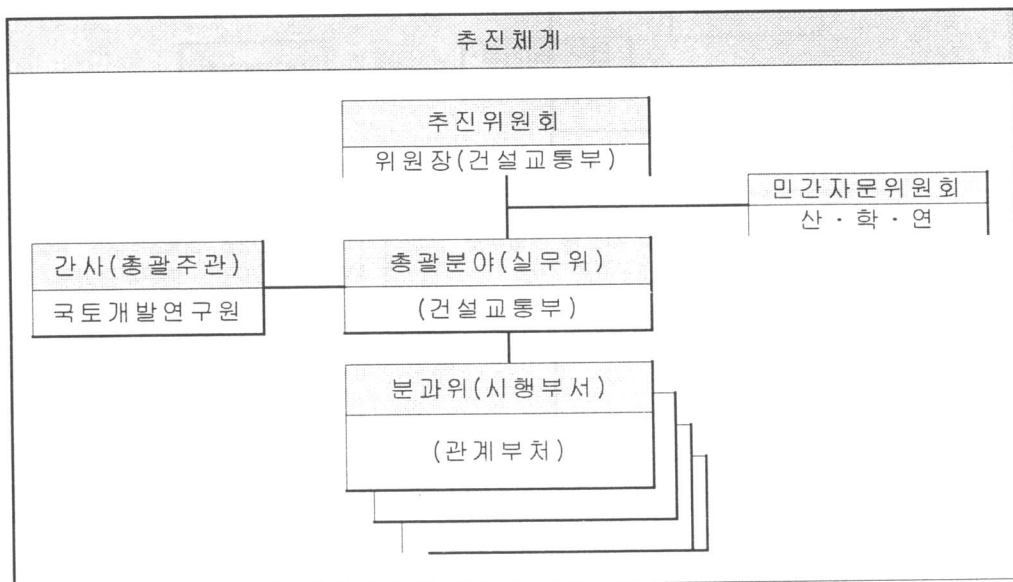 추진체계
추진위원회
위원장(건설교통부)
민간자문위원회
산·학·연
간사(총괄주관)
국토개발연구원
총괄분야(실무위)
(건설교통부)
분과위(시행부서)
(관계부처)